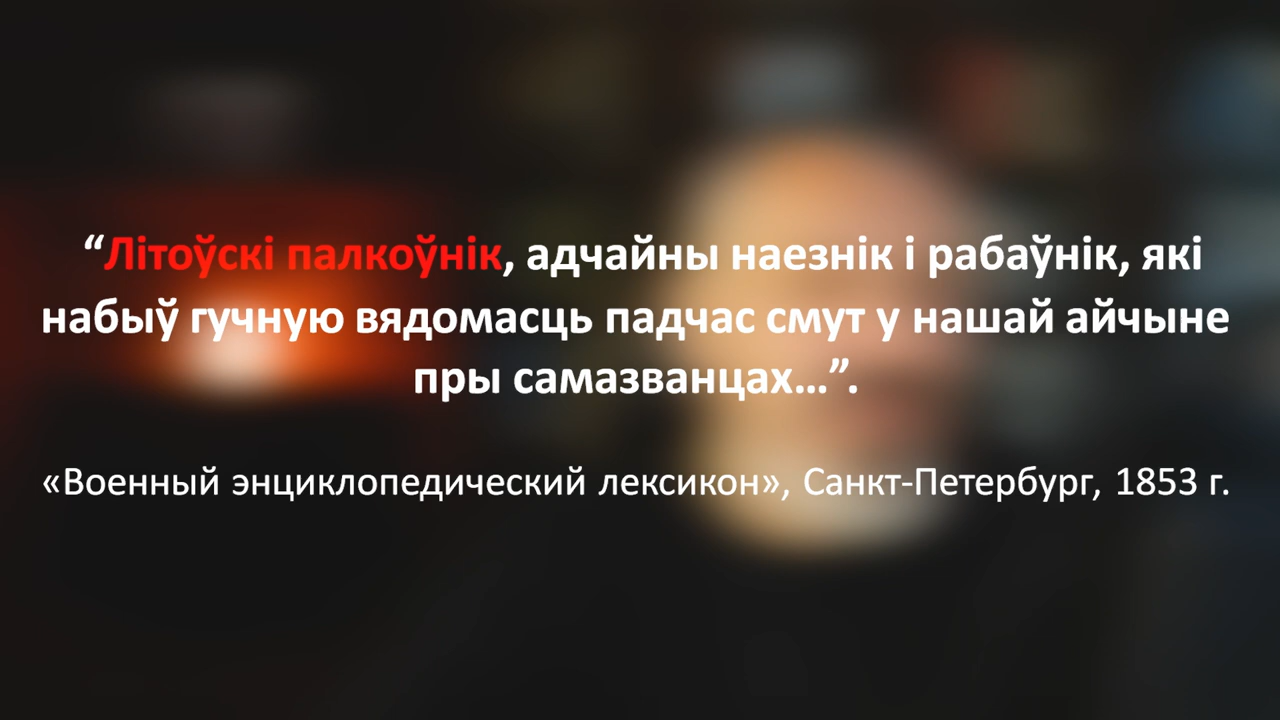 “Літоўскі палкоўнік, адчайны наезнік і рабаўнік, які
набыў гучную вядомасць падчас смут у нашай айчыне
пры самазванцах...”.
«Военный энциклопедический лексикон», Санкт-Петербург, 1853 г.